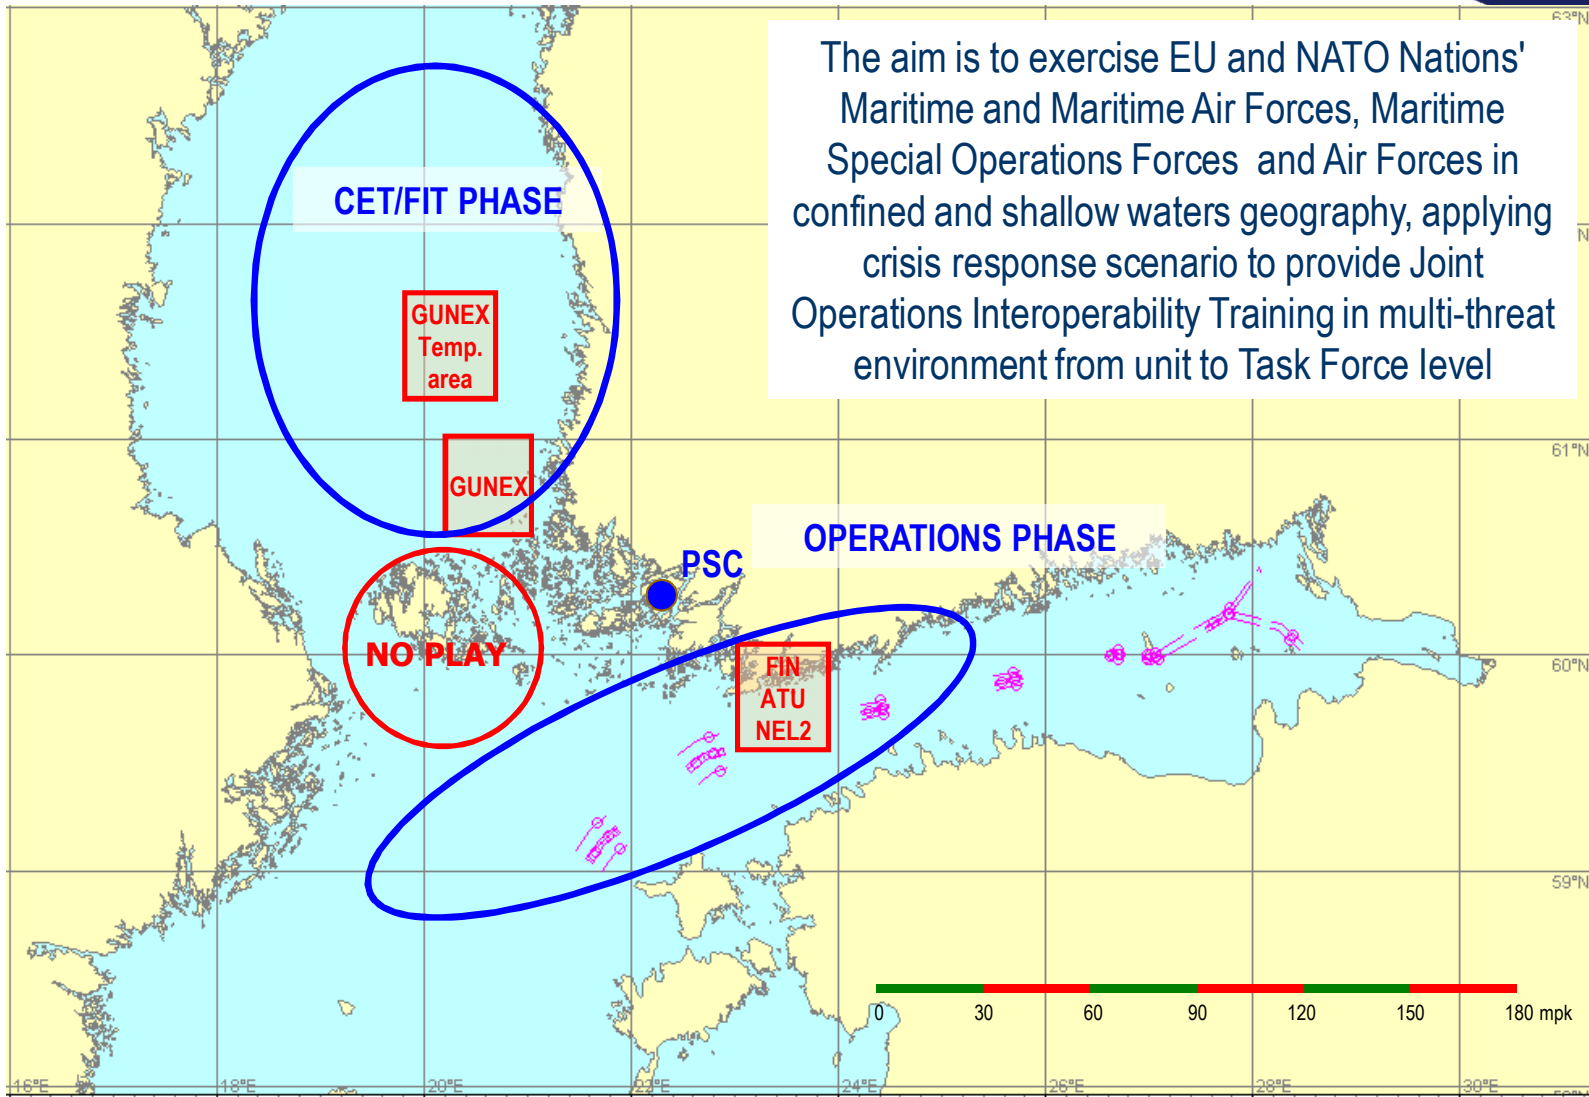 63°N
The aim is to exercise EU and NATO Nations'
Maritime and Maritime Air Forces, Maritime
Special Operations Forces and Air Forces in
confined and shallow waters geography, applying
crisis response scenario to provide Joint
Operations Interoperability Training in multi-threat
environment from unit to Task Force level
CET/FIT PHASE
GUNEX
Temp.
area
61°N
GUNEX
OPERATIONS PHASE
PSC
NO PLAY
FIN
ATU
NEL2
60°N
59°N
0 30 60 90 120 150 180 mpk
16°E 18°E 20°E 22°E 24°E 26°E 28°E 30°E